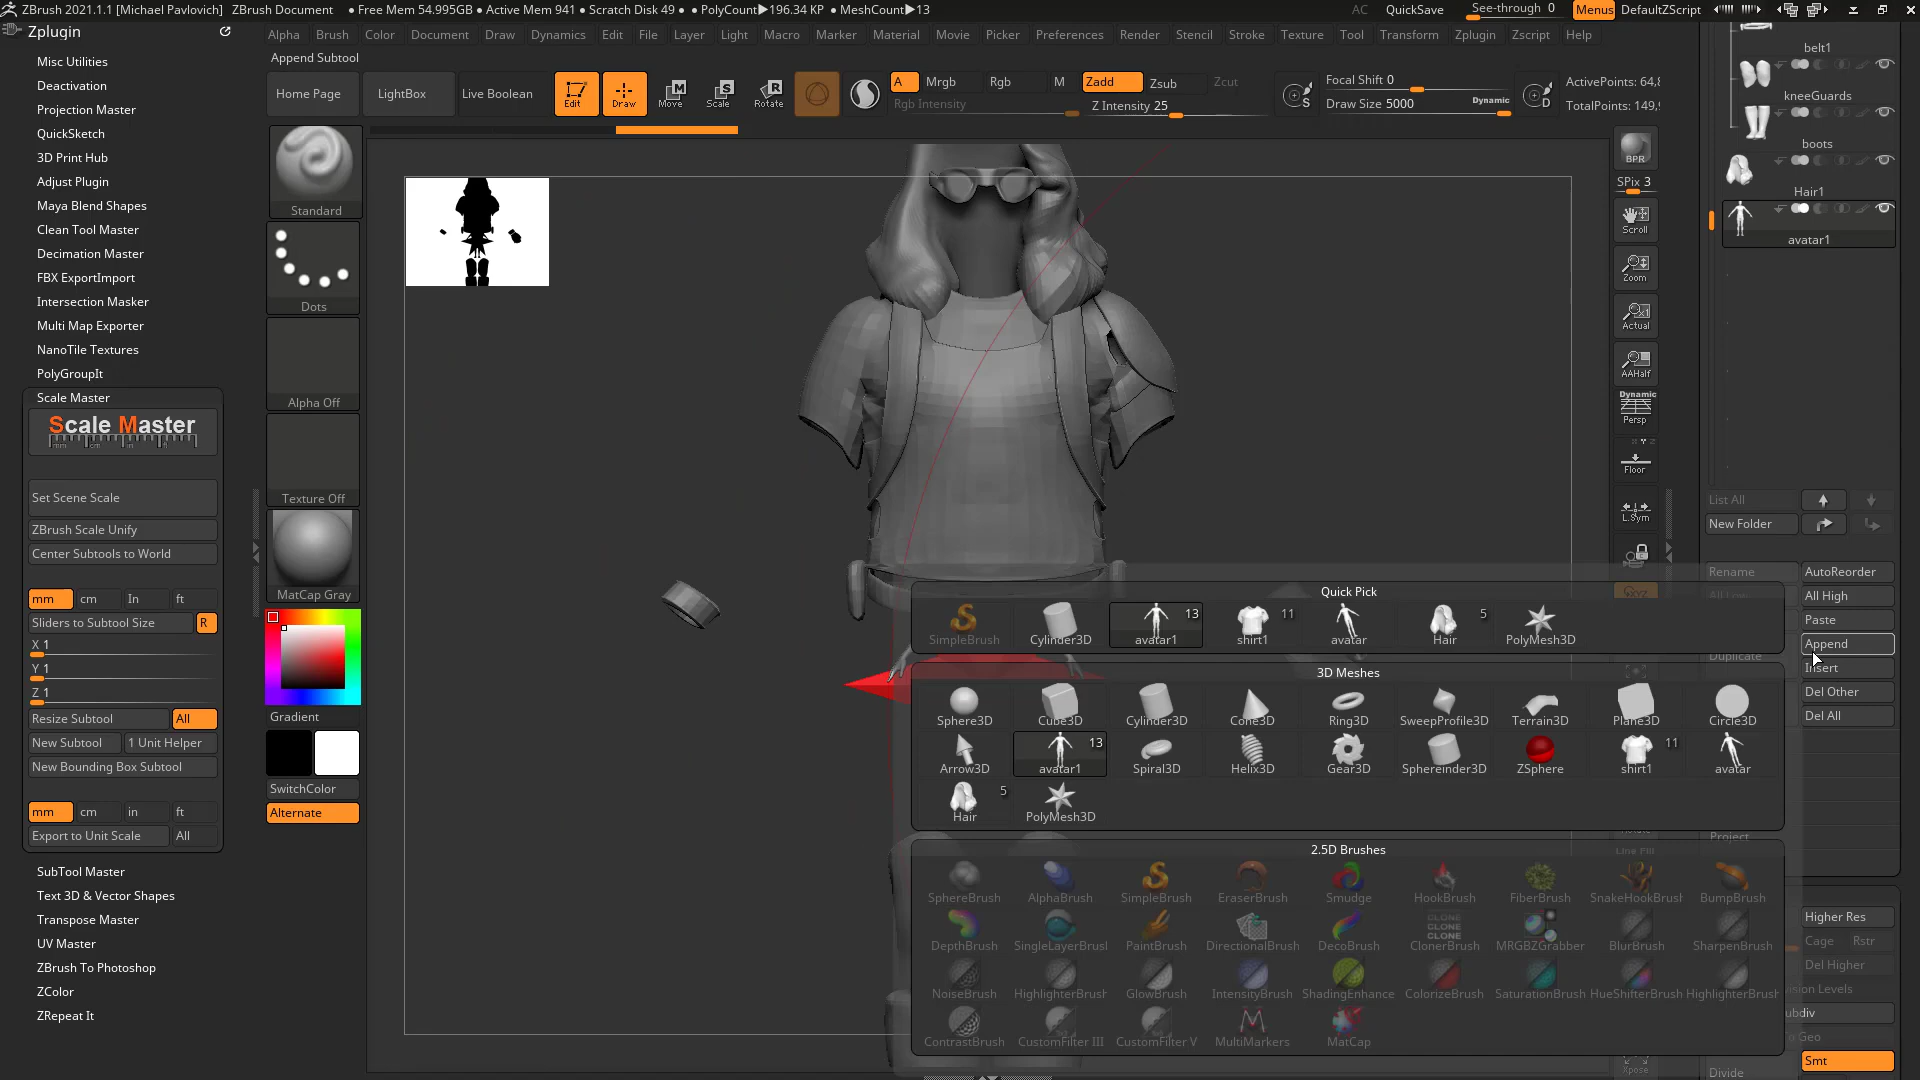 ZBrush 2021.1.1 [Michael Pavlovich] ZBrush Document • Free Mem 54.995GB • Active Mem 941 • Scratch Disk 49 • PolyCount▶196.34 KP • MeshCount▶13 AC QuickSave See-through 0 Menus DefaultZScript
Zplugin
Alpha Brush Color Document Draw Dynamics Edit File Layer Light Macro Marker Material Movie Picker Preferences Render Stencil Stroke Texture Tool Transform Zplugin Zscript Help
Append Subtool
Misc Utilities
Deactivation
Projection Master
QuickSketch
3D Print Hub
Adjust Plugin
Maya Blend Shapes
Clean Tool Master
Decimation Master
FBX ExportImport
Intersection Masker
Multi Map Exporter
NanoTile Textures
PolyGroupIt
Scale Master
Scale Master
Set Scene Scale
ZBrush Scale Unify
Center Subtools to World
mm cm In ft
Sliders to Subtool Size R
X 1
Y 1
Z 1
Resize Subtool All
New Subtool 1 Unit Helper
New Bounding Box Subtool
mm cm in ft
Export to Unit Scale All
SubTool Master
Text 3D & Vector Shapes
Transpose Master
UV Master
ZBrush To Photoshop
ZColor
ZRepeat It
Home Page LightBox Live Boolean Edit Draw Move Scale Rotate
A Mrgb Rgb M Zadd Zsub Zcut
Rgb Intensity Z Intensity 25
Focal Shift 0
Draw Size 5000 Dynamic
ActivePoints: 64,8
TotalPoints: 149,9
Standard
Dots
Alpha Off
Texture Off
MatCap Gray
Gradient
SwitchColor
Alternate
BPR
SPix 3
Scroll
Zoom
Actual
AAHalf
Dynamic
Persp
Floor
L.Sym
Quick Pick
SimpleBrush Cylinder3D 13 avatar1 11 shirt1 avatar 5 Hair PolyMesh3D
3D Meshes
Sphere3D Cube3D Cylinder3D Cone3D Ring3D SweepProfile3D Terrain3D Plane3D Circle3D
Arrow3D 13 avatar1 Spiral3D Helix3D Gear3D Sphereinder3D ZSphere 11 shirt1 avatar
5 Hair PolyMesh3D
2.5D Brushes
SphereBrush AlphaBrush SimpleBrush EraserBrush Smudge HookBrush FiberBrush SnakeHookBrush BumpBrush
DepthBrush SingleLayerBrusl PaintBrush DirectionalBrush DecoBrush ClonerBrush MRGBZGrabber BlurBrush SharpenBrush
NoiseBrush HighlighterBrush GlowBrush IntensityBrush ShadingEnhance ColorizeBrush SaturationBrush HueShifterBrush HighlighterBrush
ContrastBrush CustomFilter III CustomFilter V MultiMarkers MatCap
belt1
kneeGuards
boots
Hair1
avatar1
List All
New Folder
Rename AutoReorder
All Low All High
Paste
Duplicate Append
Insert
Del Other
Del All
Project
Higher Res
Cage Rstr
Del Higher
Smt
Divide
Xpose